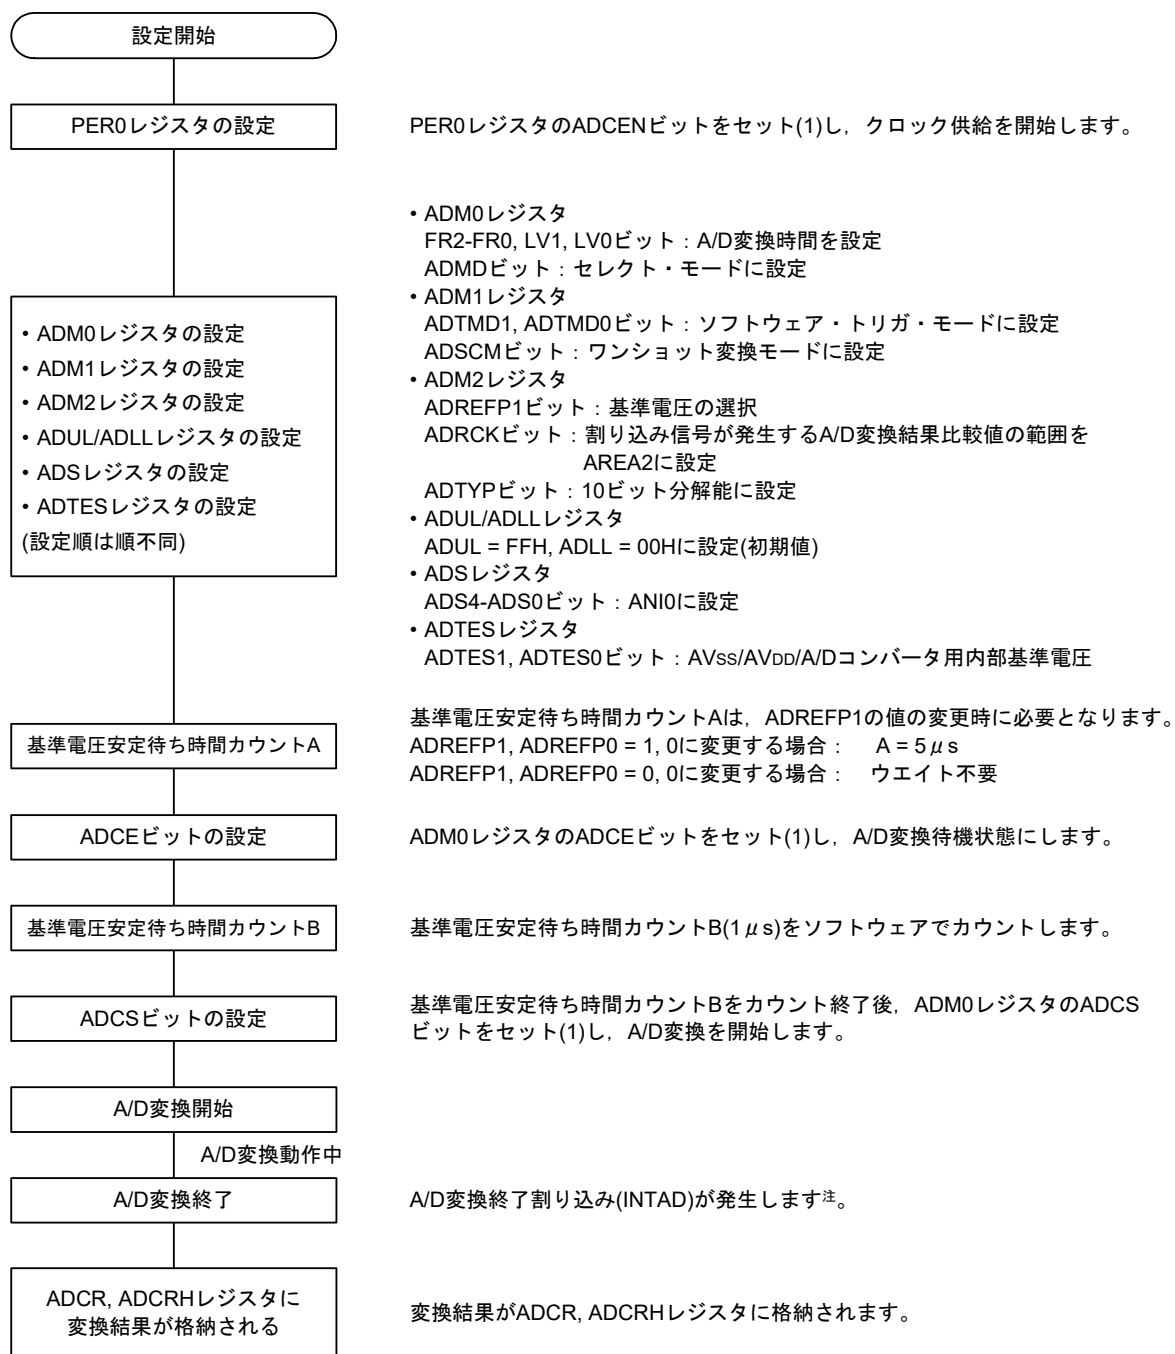 設定開始
PER0レジスタの設定
PER0レジスタのADCENビットをセット(1)し，クロック供給を開始します。
• ADM0レジスタの設定
• ADM1レジスタの設定
• ADM2レジスタの設定
• ADUL/ADLLレジスタの設定
• ADSレジスタの設定
• ADTESレジスタの設定
(設定順は順不同)
• ADM0レジスタ
FR2-FR0, LV1, LV0ビット：A/D変換時間を設定
ADMDビット：セレクト・モードに設定
• ADM1レジスタ
ADTMD1, ADTMD0ビット：ソフトウェア・トリガ・モードに設定
ADSCMビット：ワンショット変換モードに設定
• ADM2レジスタ
ADREFP1ビット：基準電圧の選択
ADRCKビット：割り込み信号が発生するA/D変換結果比較値の範囲を
AREA2に設定
ADTYPビット：10ビット分解能に設定
• ADUL/ADLLレジスタ
ADUL = FFH, ADLL = 00Hに設定(初期値)
• ADSレジスタ
ADS4-ADS0ビット：ANI0に設定
• ADTESレジスタ
ADTES1, ADTES0ビット：AVSS/AVDD/A/Dコンバータ用内部基準電圧
基準電圧安定待ち時間カウントA
基準電圧安定待ち時間カウントAは，ADREFP1の値の変更時に必要となります。
ADREFP1, ADREFP0 = 1, 0に変更する場合： A = 5 μ s
ADREFP1, ADREFP0 = 0, 0に変更する場合： ウエイト不要
ADCEビットの設定
ADM0レジスタのADCEビットをセット(1)し，A/D変換待機状態にします。
基準電圧安定待ち時間カウントB
基準電圧安定待ち時間カウントB(1 μ s)をソフトウェアでカウントします。
ADCSビットの設定
基準電圧安定待ち時間カウントBをカウント終了後，ADM0レジスタのADCS
ビットをセット(1)し，A/D変換を開始します。
A/D変換開始
A/D変換動作中
A/D変換終了
A/D変換終了割り込み(INTAD)が発生します注。
ADCR, ADCRHレジスタに
変換結果が格納される
変換結果がADCR, ADCRHレジスタに格納されます。